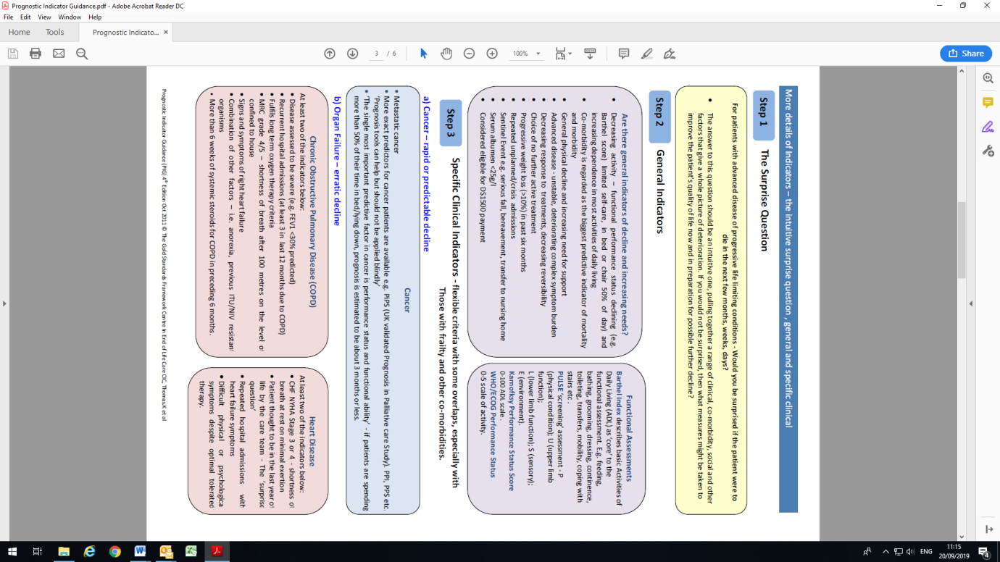 Prognostic Indicator Guidance.pdf - Adobe Acrobat Reader DC
File Edit View Window Help
Home Tools Prognostic Indicato... ×
3 / 6 100% Share
More details of Indicators – the intuitive surprise question , general and specific clinical
Step 1 The Surprise Question
For patients with advanced disease of progressive life limiting conditions - Would you be surprised if the patient were to
die in the next few months, weeks, days?
• The answer to this question should be an intuitive one, pulling together a range of clinical, co-morbidity, social and other
factors that give a whole picture of deterioration. If you would not be surprised, then what measures might be taken to
improve the patient's quality of life now and in preparation for possible further decline?
Step 2 General Indicators
Are there general indicators of decline and increasing needs?
• Decreasing activity – functional performance status declining (e.g.
Barthel score) limited self-care, in bed or chair 50% of day) and
increasing dependence in most activities of daily living
• Co-morbidity is regarded as the biggest predictive indicator of mortality
and morbidity
• General physical decline and increasing need for support
• Advanced disease - unstable, deteriorating complex symptom burden
• Decreasing response to treatments, decreasing reversibility
• Choice of no further active treatment
• Progressive weight loss (>10%) in past six months
• Repeated unplanned/crisis admissions
• Sentinel Event e.g. serious fall, bereavement, transfer to nursing home
• Serum albumen <25g/l
• Considered eligible for DS1500 payment
Functional Assessments
Barthel Index describes basic Activities of
Daily Living (ADL) as 'core' to the
functional assessment. E.g. feeding,
bathing, grooming, dressing, continence,
toileting, transfers, mobility, coping with
stairs etc .
PULSE 'screening' assessment - P
(physical condition); U (upper limb
function);
L (lower limb function); S (sensory);
E (environment).
Karnofksy Performance Status Score
0-100 ADL scale .
WHO/ECOG Performance Status
0-5 scale of activity.
Step 3 Specific Clinical Indicators - flexible criteria with some overlaps, especially with
Those with frailty and other co-morbidities.
a) Cancer – rapid or predictable decline
Cancer
• Metastatic cancer
• More exact predictors for cancer patients are available e.g. PiPS (UK validated Prognosis in Palliative care Study). PPI, PPS etc.
'Prognosis tools can help but should not be applied blindly'
• 'The single most important predictive factor in cancer is performance status and functional ability' - if patients are spending
more than 50% of their time in bed/lying down, prognosis is estimated to be about 3 months or less.
b) Organ Failure – erratic decline
Chronic Obstructive Pulmonary Disease (COPD)
At least two of the indicators below:
• Disease assessed to be severe (e.g. FEV1 <30% predicted)
• Recurrent hospital admissions (at least 3 in last 12 months due to COPD)
• Fulfils long term oxygen therapy criteria
• MRC grade 4/5 – shortness of breath after 100 metres on the level o
confined to house
• Signs and symptoms of right heart failure
• Combination of other factors – i.e. anorexia, previous ITU/NIV resistan
organisms
• More than 6 weeks of systemic steroids for COPD in preceding 6 months.
Heart Disease
At least two of the indicators below:
• CHF NYHA Stage 3 or 4 - shortness o
breath at rest on minimal exertion
• Patient thought to be in the last year o
life by the care team - The 'surprise
question'
• Repeated hospital admissions with
heart failure symptoms
• Difficult physical or psychologica
symptoms despite optimal tolerated
therapy.
Prognostic Indicator Guidance (PIG) 4th Edition Oct 2011 © The Gold Standards Framework Centre In End of Life Care CIC, Thomas.K et al
ENG
11:15
20/09/2019
4